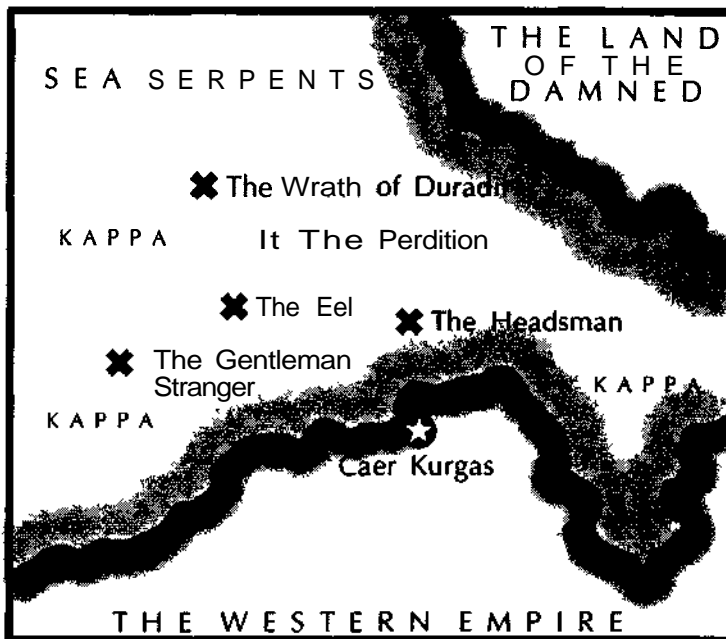 THE LAND
OF THE
DAMNED
SEA SERPENTS
The Wrath of Duradin
KAPPA
It The Perdition
The Eel
The Headsman
The Gentleman
Stranger
KAPPA
KAPPA
Caer Kurgas
THE WESTERN EMPIRE